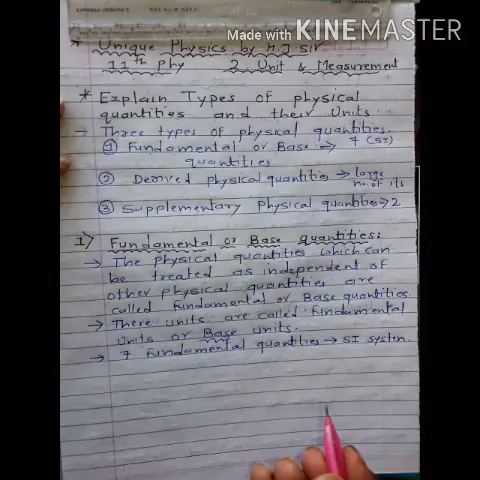 Made with KINEMASTER
* Unique Physics by H.J Sir
11th Phy 2 Unit & Measurement
* Explain Types of physical
quantities and their Units.
→ Three types of physical quantities.
① Fundamental or Base → 7 (SI)
quantities
② Derived physical quantities → large
no. of
③ Supplementary Physical quantities → 2
1) Fundamental or Base quantities:
→ The physical quantities which can
be treated as independent of
other physical quantities are
called fundamental or Base quantities.
→ There units are called fundamental
units or Base units.
→ 7 fundamental quantities → SI system.